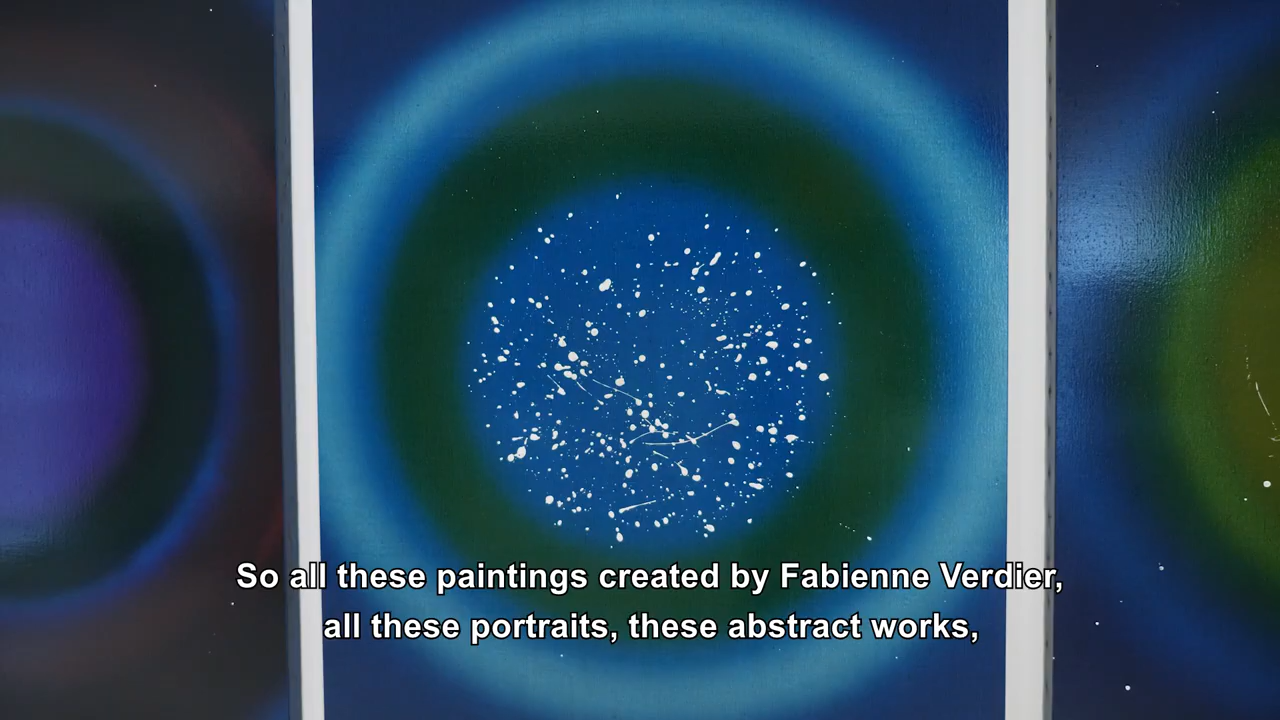 So all these paintings created by Fabienne Verdier,
all these portraits, these abstract works,